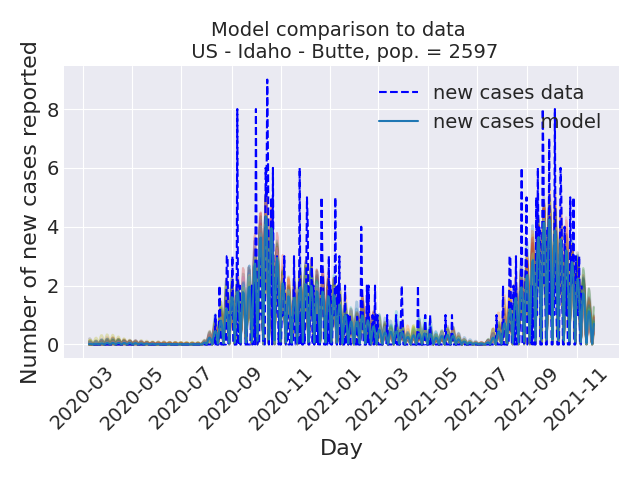 Model comparison to data
US - Idaho - Butte, pop. = 2597
new cases data
new cases model
Number of new cases reported
8
6
4
2
0
2020-03
2020-05
2020-07
2020-09
2020-11
2021-01
2021-03
2021-05
2021-07
2021-09
2021-11
Day